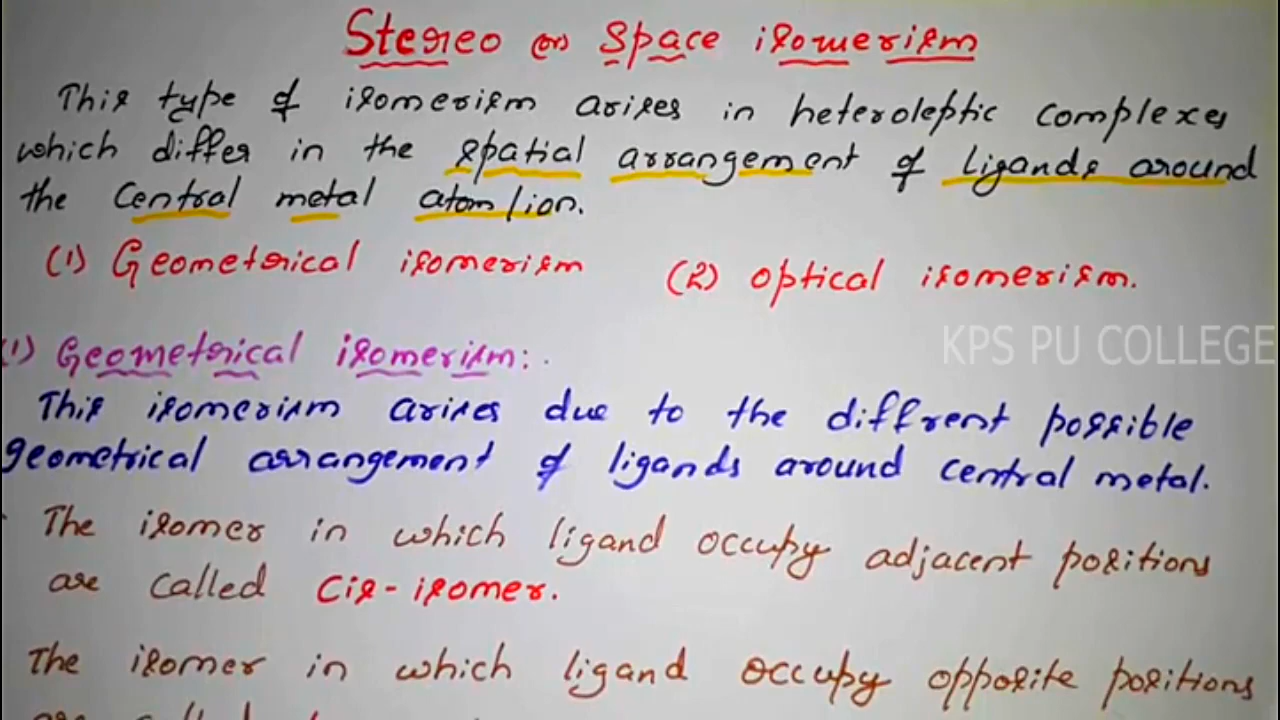 Stereo or Space isomerism
This type of isomerism arises in heteroleptic complexes
which differ in the spatial arrangement of ligands around
the central metal atom/ion.
(1) Geometrical isomerism (2) optical isomerism.
KPS PU COLLEGE
1) Geometrical isomerism:.
This isomerism arises due to the diffrent possible
geometrical arrangement of ligands around central metal.
The isomer in which ligand occupy adjacent positions
are called Cis-isomer.
The isomer in which ligand occupy opposite positions
are called